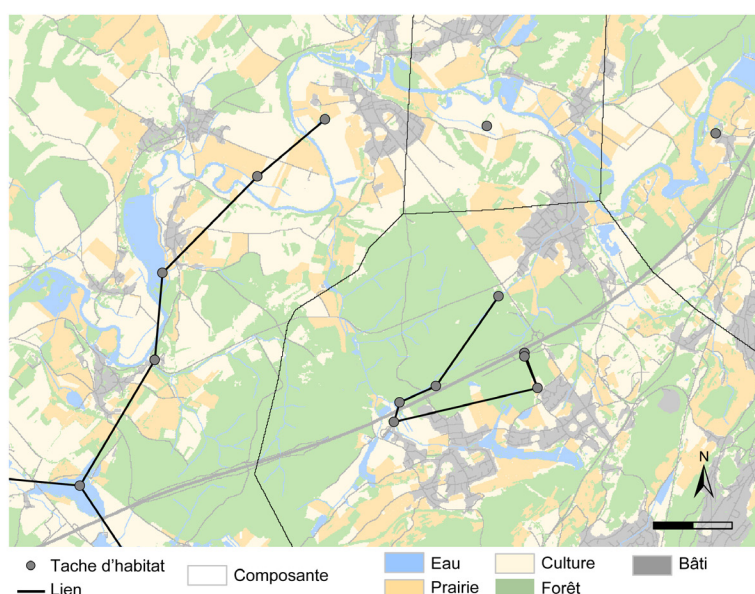 N
Tache d'habitat
Lien
Composante
Eau
Prairie
Culture
Forêt
Bâti